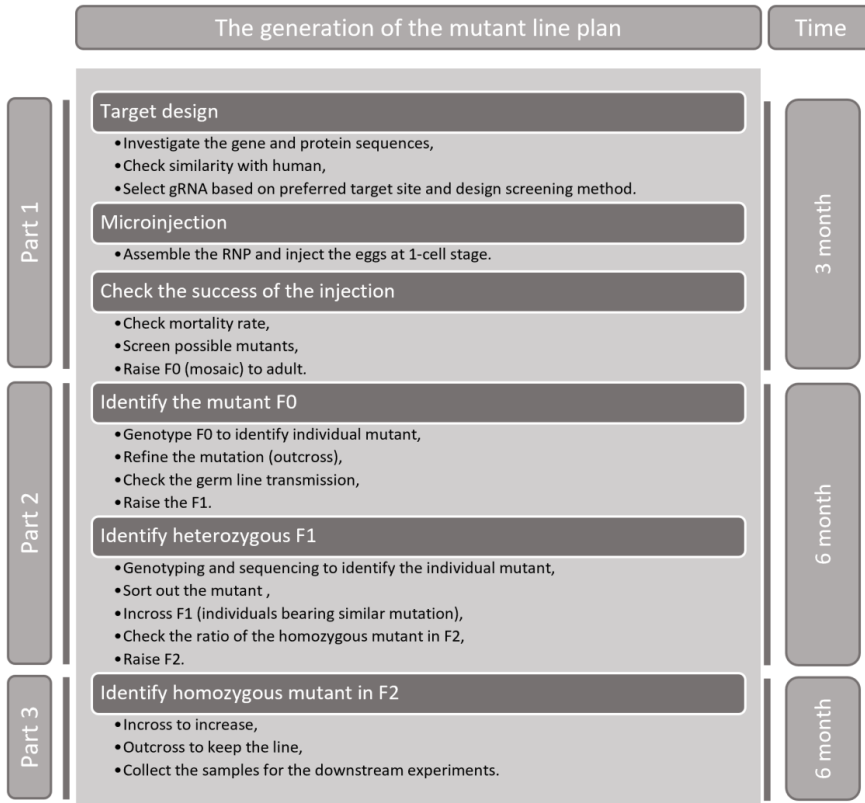 The generation of the mutant line plan
Time
Part 1
Target design
•Investigate the gene and protein sequences,
•Check similarity with human,
•Select gRNA based on preferred target site and design screening method.
Microinjection
•Assemble the RNP and inject the eggs at 1-cell stage.
Check the success of the injection
•Check mortality rate,
•Screen possible mutants,
•Raise F0 (mosaic) to adult.
3 month
Part 2
Identify the mutant F0
•Genotype F0 to identify individual mutant,
•Refine the mutation (outcross),
•Check the germ line transmission,
•Raise the F1.
Identify heterozygous F1
•Genotyping and sequencing to identify the individual mutant,
•Sort out the mutant ,
•Incross F1 (individuals bearing similar mutation),
•Check the ratio of the homozygous mutant in F2,
•Raise F2.
6 month
Part 3
Identify homozygous mutant in F2
•Incross to increase,
•Outcross to keep the line,
•Collect the samples for the downstream experiments.
6 month